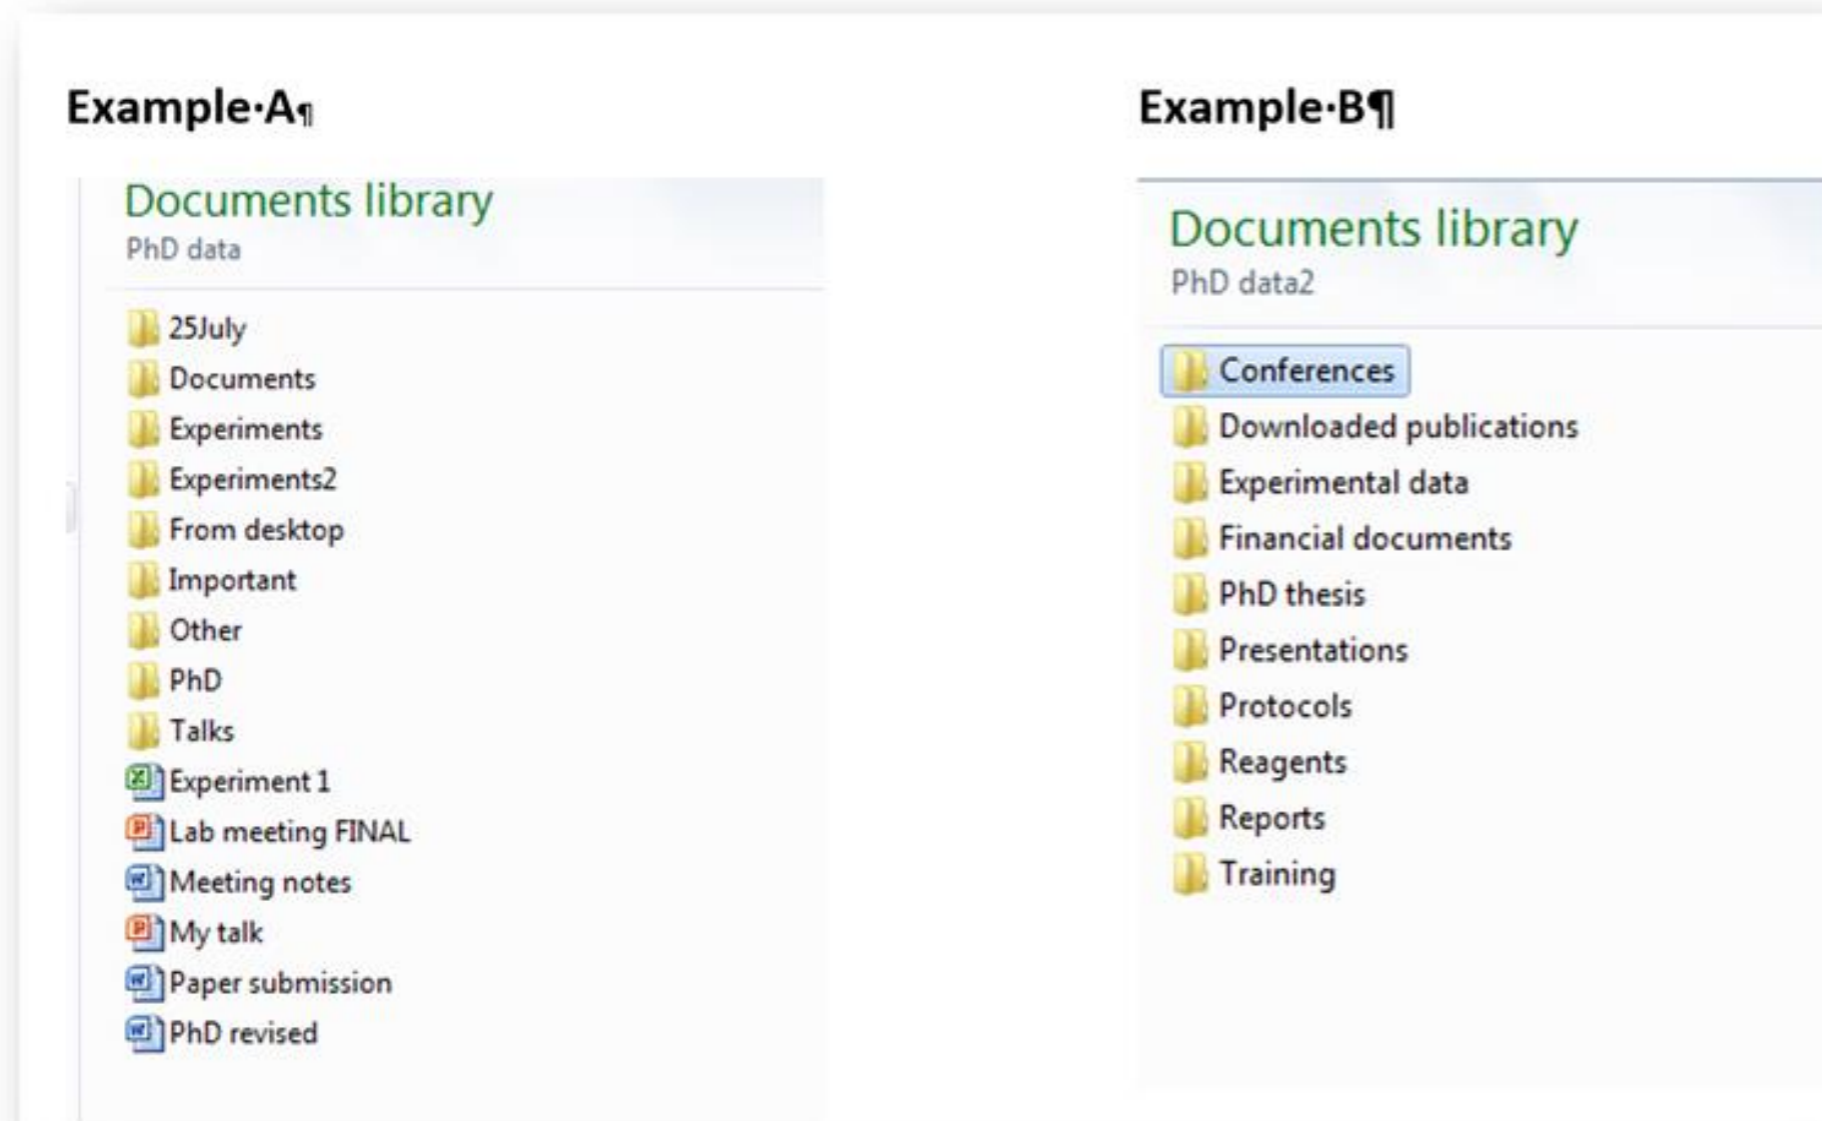 Example·A¶
Documents library
PhD data
25July
Documents
Experiments
Experiments2
From desktop
Important
Other
PhD
Talks
Experiment 1
Lab meeting FINAL
Meeting notes
My talk
Paper submission
PhD revised
Example·B¶
Documents library
PhD data2
Conferences
Downloaded publications
Experimental data
Financial documents
PhD thesis
Presentations
Protocols
Reagents
Reports
Training